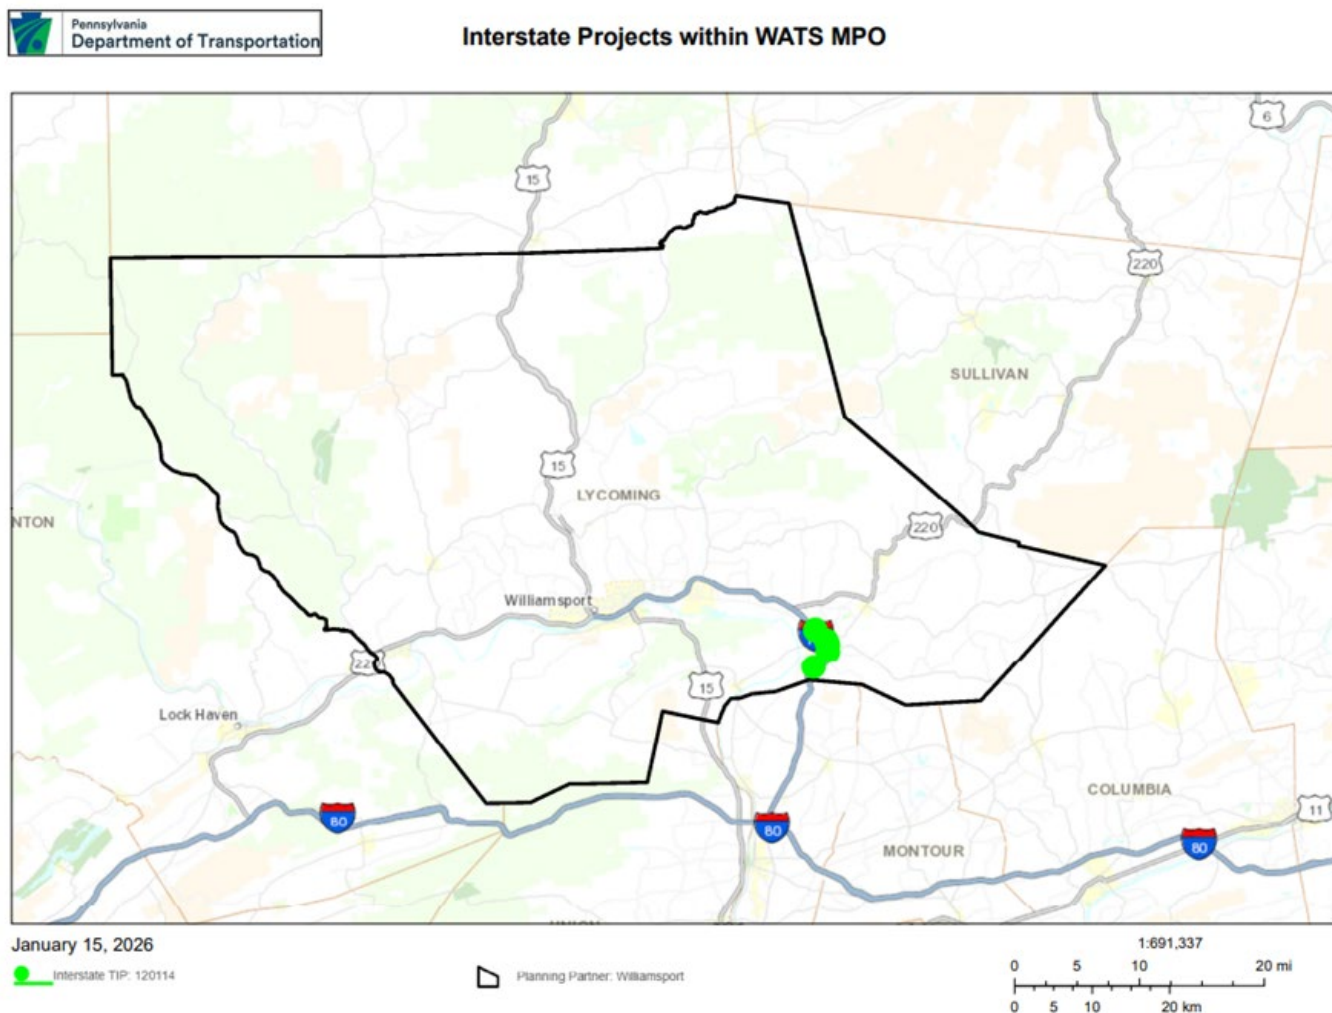 Pennsylvania
Department of Transportation
Interstate Projects within WATS MPO
6
15
220
SULLIVAN
15
LYCOMING
NTON
220
Williamsport
22
15
Lock Haven
COLUMBIA
80
80
11
80
MONTOUR
January 15, 2026
1:691,337
Interstate TIP: 120114
Planning Partner: Williamsport
0 5 10 20 mi
0 5 10 20 km